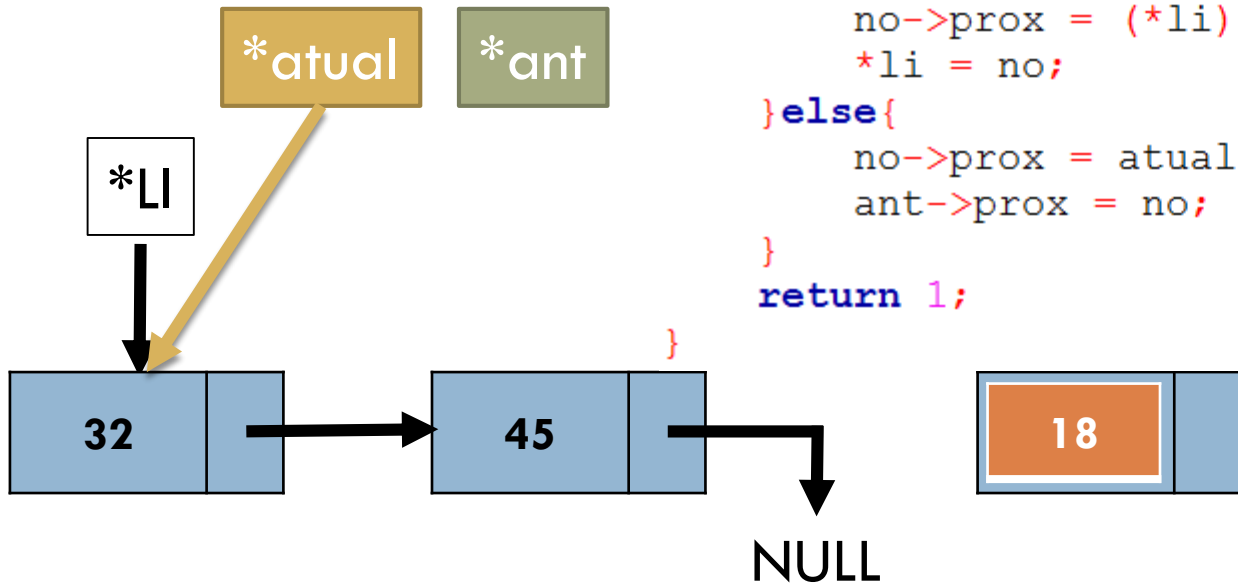 *atual
*ant
*LI
no->prox = (*li)
*li = no;
}else{
no->prox = atual
ant->prox = no;
}
return 1;
}
32
45
18
NULL